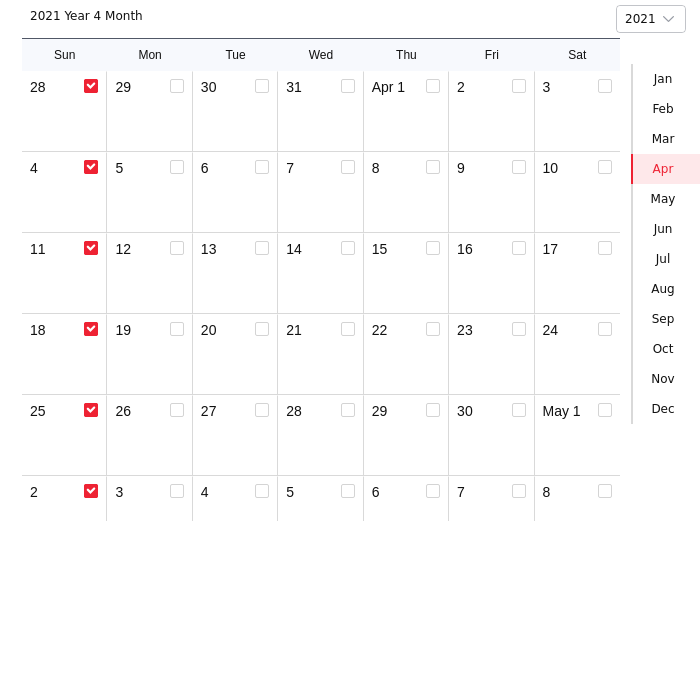 2021 Year 4 Month
2021
Sun Mon Tue Wed Thu Fri Sat
28 29 30 31 Apr 1 2 3
4 5 6 7 8 9 10
11 12 13 14 15 16 17
18 19 20 21 22 23 24
25 26 27 28 29 30 May 1
2 3 4 5 6 7 8
Jan
Feb
Mar
Apr
May
Jun
Jul
Aug
Sep
Oct
Nov
Dec